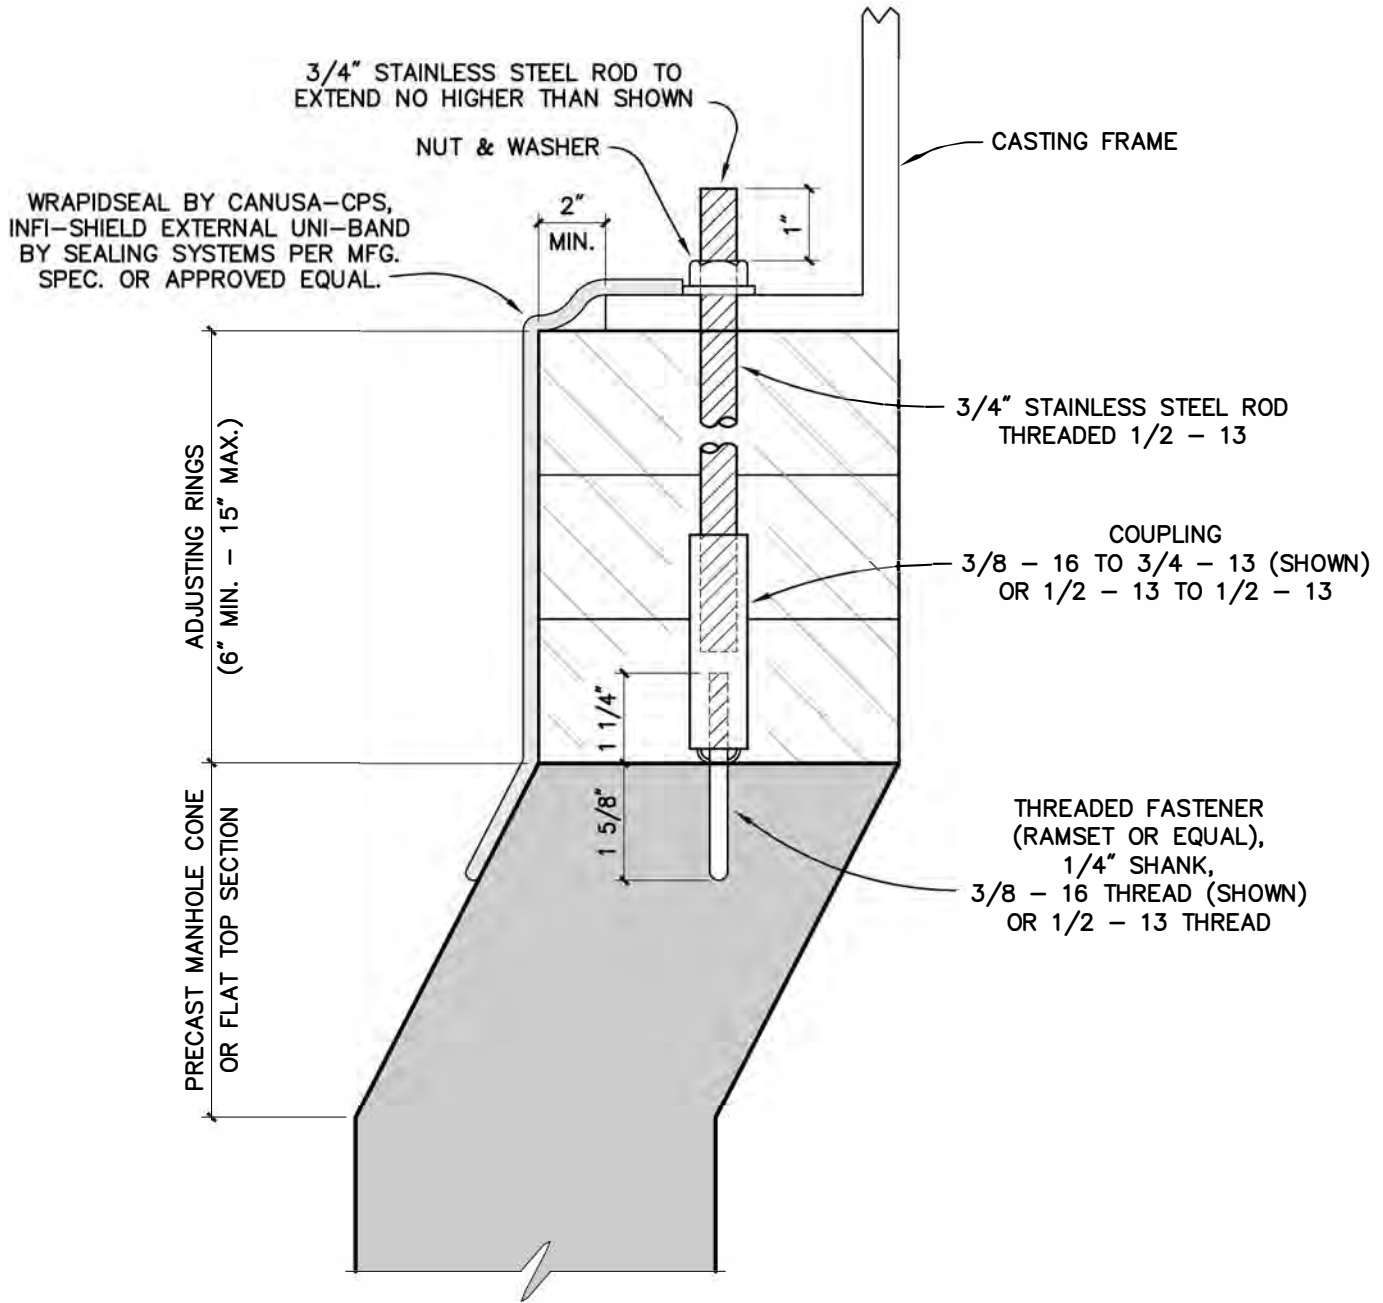 3/4" STAINLESS STEEL ROD TO
EXTEND NO HIGHER THAN SHOWN
NUT & WASHER
CASTING FRAME
WRAPIDSEAL BY CANUSA-CPS,
INFI-SHIELD EXTERNAL UNI-BAND
BY SEALING SYSTEMS PER MFG.
SPEC. OR APPROVED EQUAL.
2"
MIN.
1"
3/4" STAINLESS STEEL ROD
THREADED 1/2 - 13
ADJUSTING RINGS
(6" MIN. - 15" MAX.)
COUPLING
3/8 - 16 TO 3/4 - 13 (SHOWN)
OR 1/2 - 13 TO 1/2 - 13
1 1/4"
1 5/8"
PRECAST MANHOLE CONE
OR FLAT TOP SECTION
THREADED FASTENER
(RAMSET OR EQUAL),
1/4" SHANK,
3/8 - 16 THREAD (SHOWN)
OR 1/2 - 13 THREAD